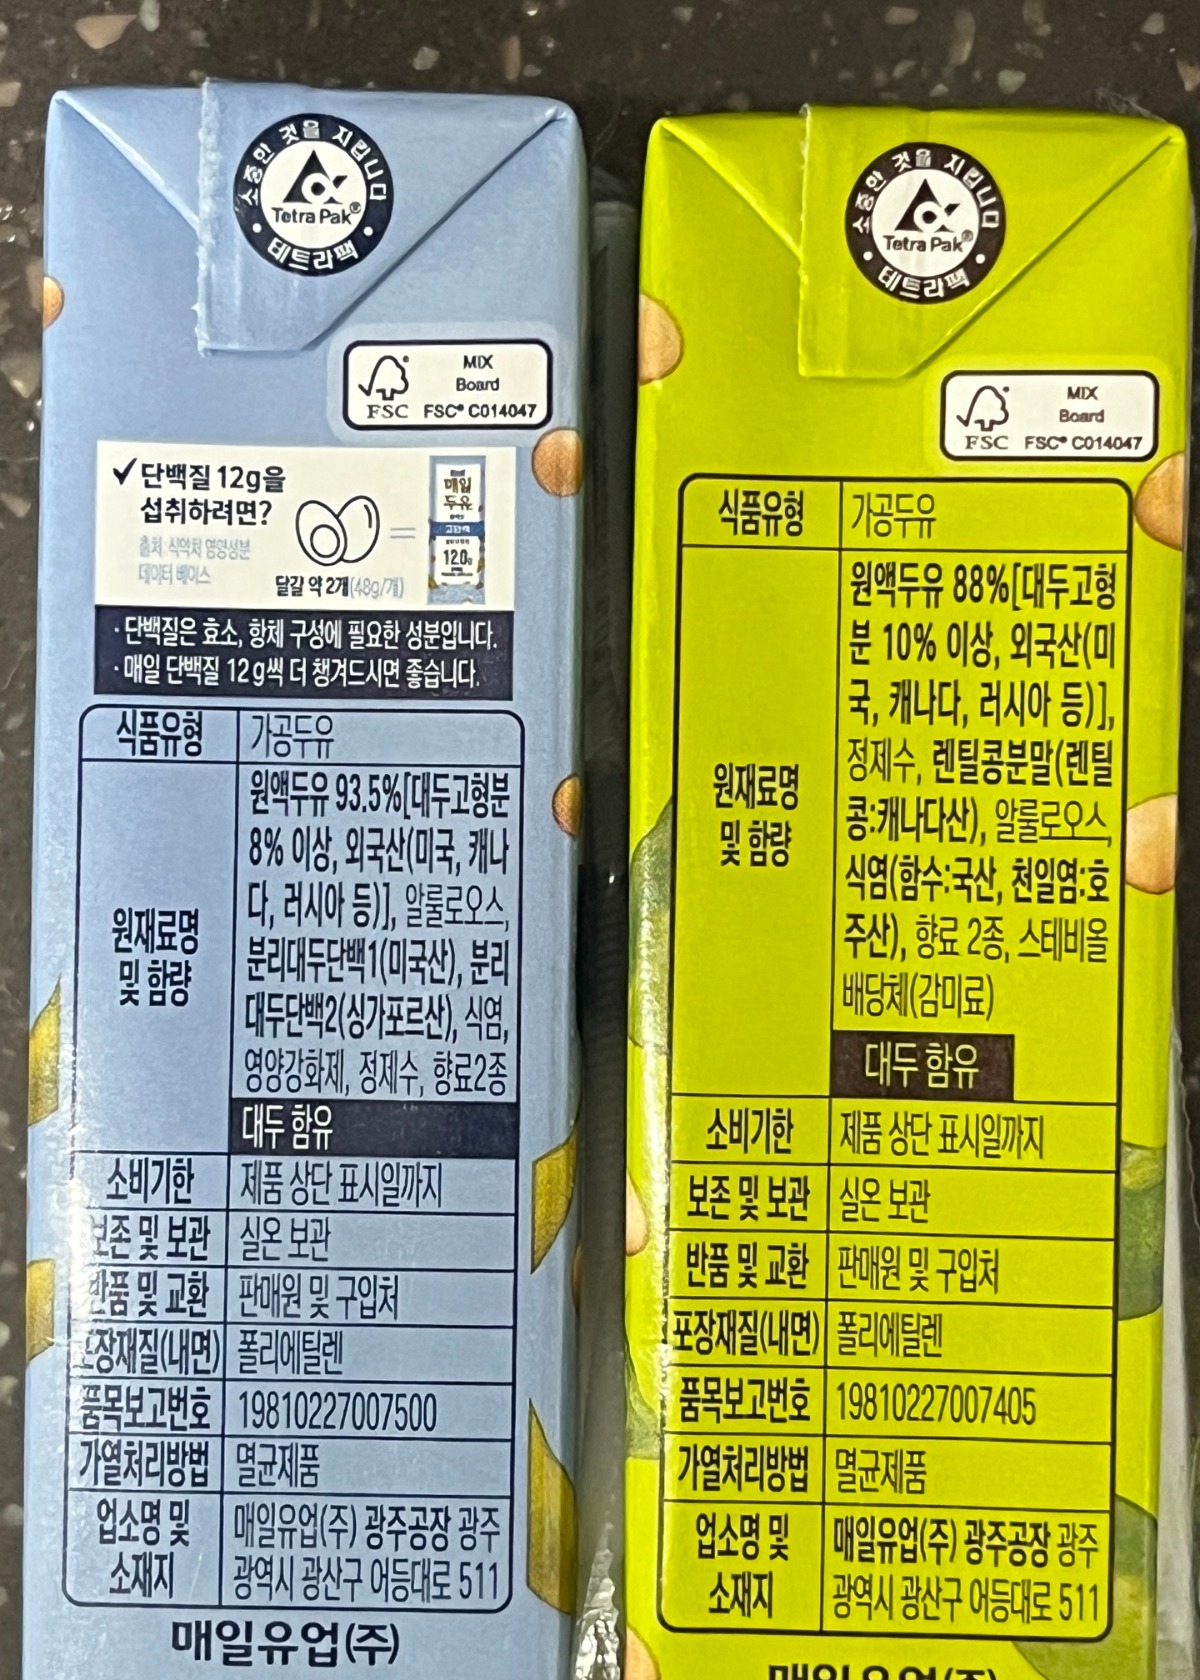 소중한 것을 지킵니다
Tetra Pak®
테트라팩
FSC
MIX
Board
FSC® C014047
✓단백질 12g을
섭취하려면?
출처: 식약처 영양성분
데이터 베이스
달걀 약 2개(48g/개)
=
매일
두유
고단백
12.0g
· 단백질은 효소, 항체 구성에 필요한 성분입니다.
· 매일 단백질 12g씩 더 챙겨드시면 좋습니다.
식품유형 가공두유
원재료명
및 함량
원액두유 93.5%[대두고형분
8% 이상, 외국산(미국, 캐나
다, 러시아 등)], 알룰로오스,
분리대두단백1(미국산), 분리
대두단백2(싱가포르산), 식염,
영양강화제, 정제수, 향료2종
대두 함유
소비기한 제품 상단 표시일까지
보존 및 보관 실온 보관
반품 및 교환 판매원 및 구입처
포장재질(내면) 폴리에틸렌
품목보고번호 19810227007500
가열처리방법 멸균제품
업소명 및
소재지
매일유업(주) 광주공장 광주
광역시 광산구 어등대로 511
매일유업(주)
소중한 것을 지킵니다
Tetra Pak®
테트라팩
FSC
MIX
Board
FSC® C014047
식품유형 가공두유
원재료명
및 함량
원액두유 88%[대두고형
분 10% 이상, 외국산(미
국, 캐나다, 러시아 등)],
정제수, 렌틸콩분말(렌틸
콩:캐나다산), 알룰로오스,
식염(함수:국산, 천일염:호
주산), 향료 2종, 스테비올
배당체(감미료)
대두 함유
소비기한 제품 상단 표시일까지
보존 및 보관 실온 보관
반품 및 교환 판매원 및 구입처
포장재질(내면) 폴리에틸렌
품목보고번호 19810227007405
가열처리방법 멸균제품
업소명 및
소재지
매일유업(주) 광주공장 광주
광역시 광산구 어등대로 511
매일유업(주)